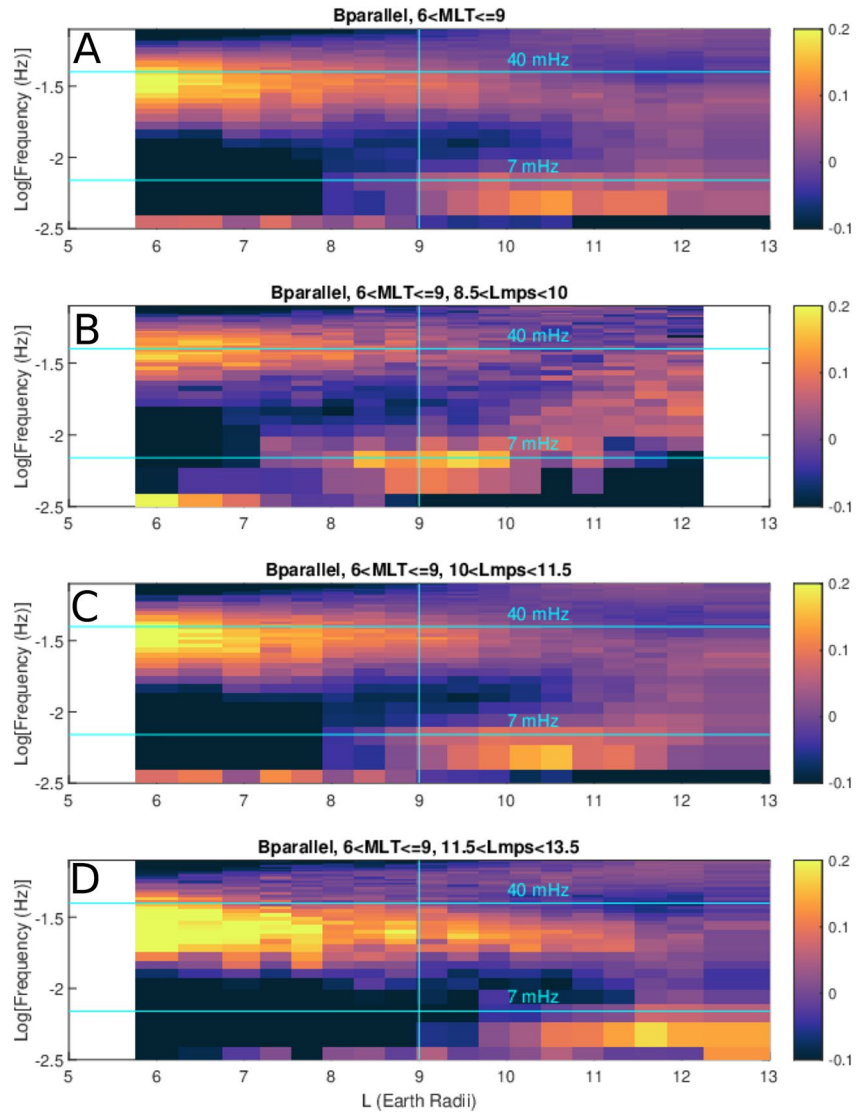 Bparallel, 6<MLT<=9
A
40 mHz
7 mHz
Log[Frequency (Hz)]
-1.5
-2
-2.5
5 6 7 8 9 10 11 12 13
0.2
0.1
0
-0.1
Bparallel, 6<MLT<=9, 8.5<Lmps<10
B
40 mHz
7 mHz
Log[Frequency (Hz)]
-1.5
-2
-2.5
5 6 7 8 9 10 11 12 13
0.2
0.1
0
-0.1
Bparallel, 6<MLT<=9, 10<Lmps<11.5
C
40 mHz
7 mHz
Log[Frequency (Hz)]
-1.5
-2
-2.5
5 6 7 8 9 10 11 12 13
0.2
0.1
0
-0.1
Bparallel, 6<MLT<=9, 11.5<Lmps<13.5
D
40 mHz
7 mHz
Log[Frequency (Hz)]
-1.5
-2
-2.5
5 6 7 8 9 10 11 12 13
0.2
0.1
0
-0.1
L (Earth Radii)